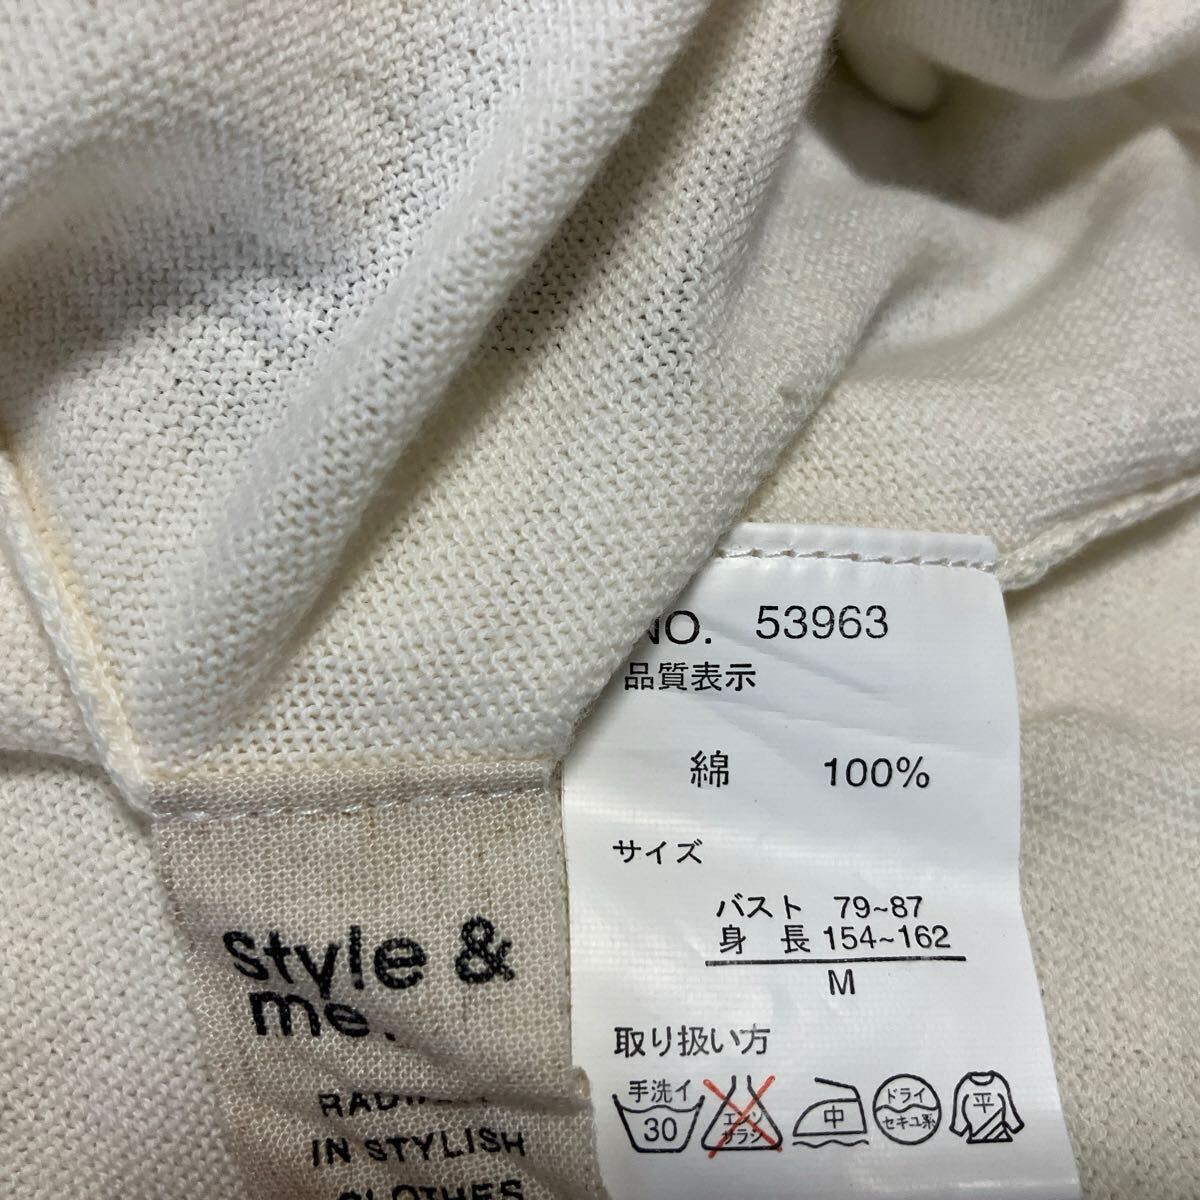 NO. 53963
品質表示
綿 100%
サイズ
バスト 79~87
身長 154~162
M
取り扱い方
手洗イ
30
エンソ
サラシ
中
ドライ
セキユ系
平
style &
me.
IN STYLISH
CLOTHES